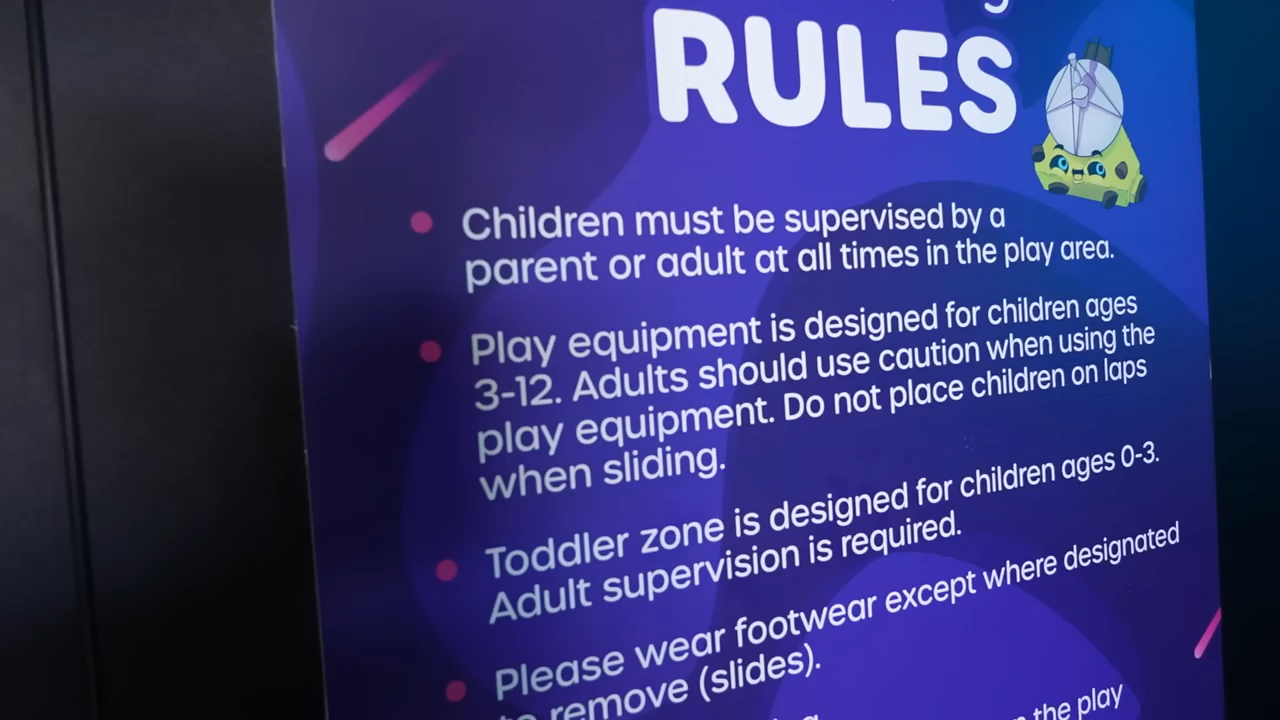 RULES
Children must be supervised by a
parent or adult at all times in the play area.
Play equipment is designed for children ages
3-12. Adults should use caution when using the
play equipment. Do not place children on laps
when sliding.
Toddler zone is designed for children ages 0-3.
Adult supervision is required.
Please wear footwear except where designated
to remove (slides).
the play